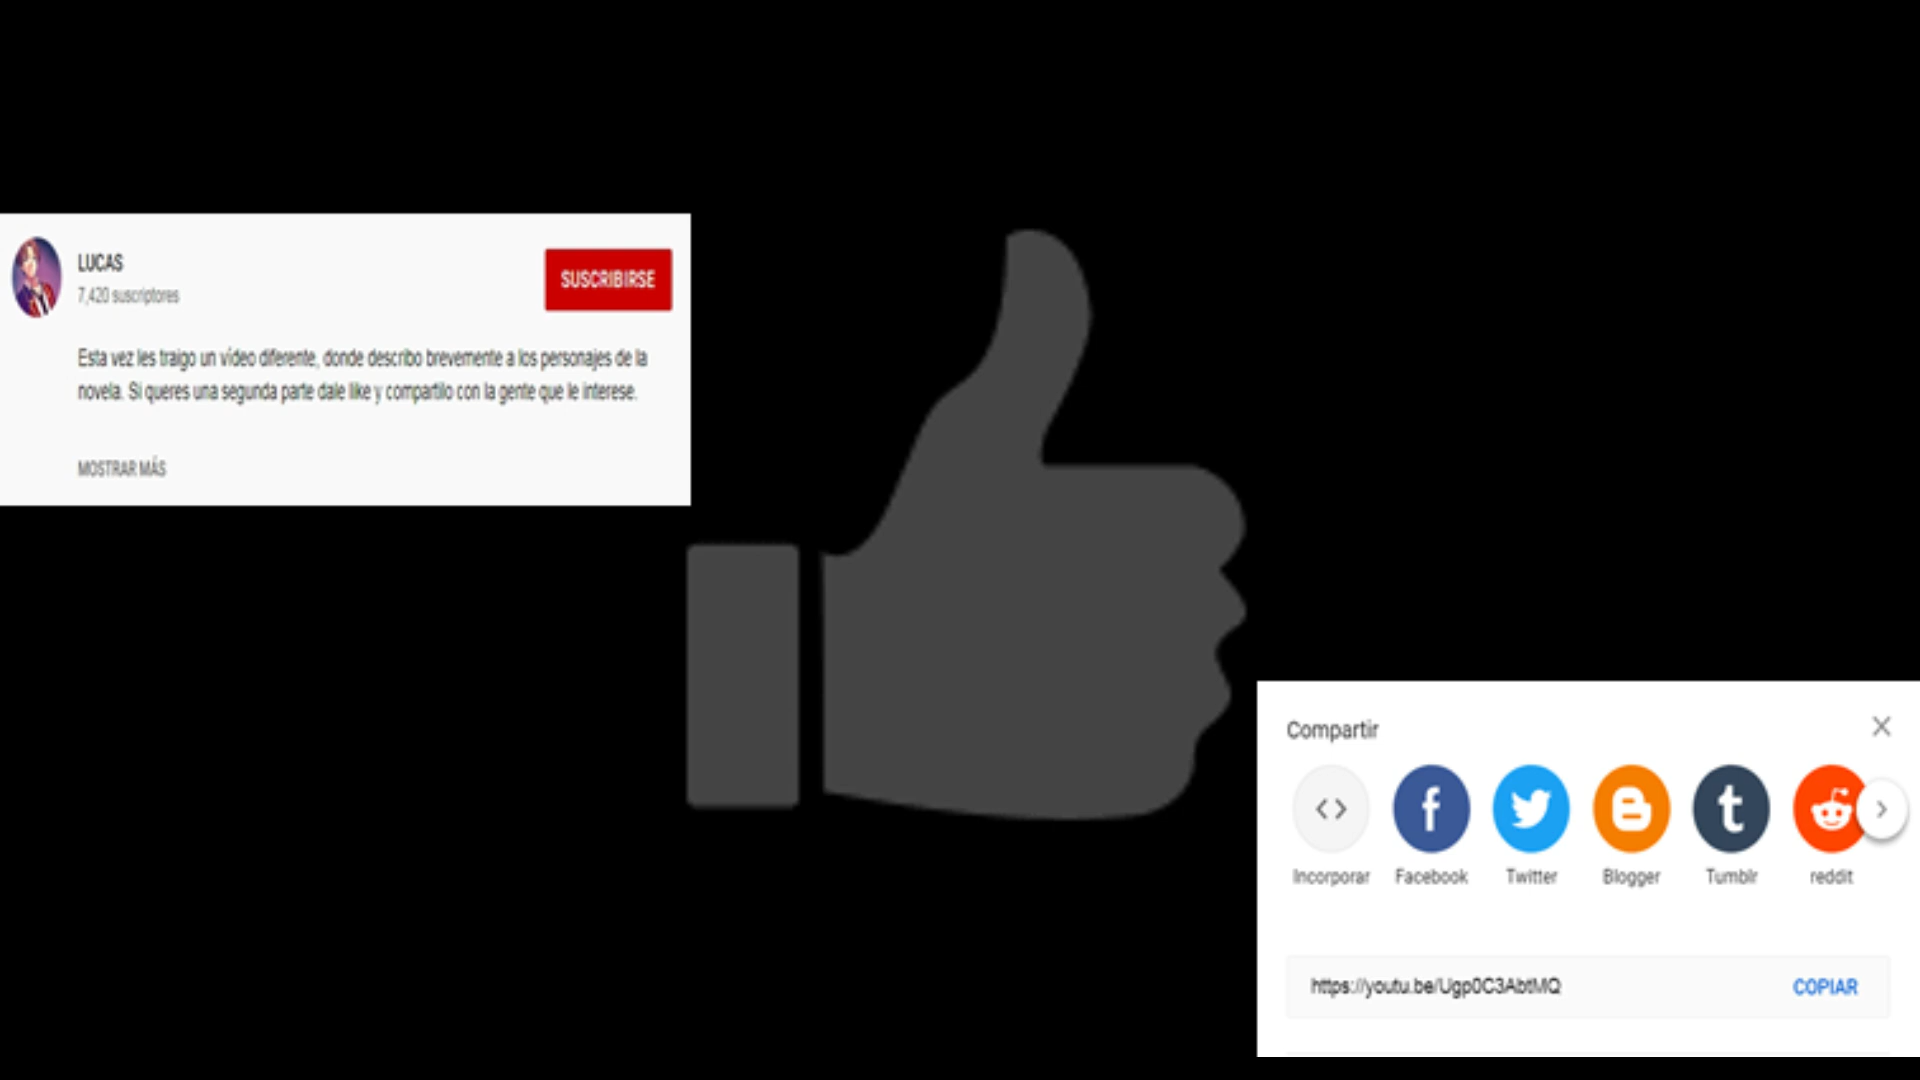 LUCAS
7,420 suscriptores
SUSCRIBIRSE
Esta vez les traigo un vídeo diferente, donde describo brevemente a los personajes de la
novela. Si queres una segunda parte dale like y compartilo con la gente que le interese.
MOSTRAR MÁS
Compartir
Incorporar
Facebook
Twitter
Blogger
Tumblr
reddit
https://youtu.be/Ugp0C3AbtMQ
COPIAR